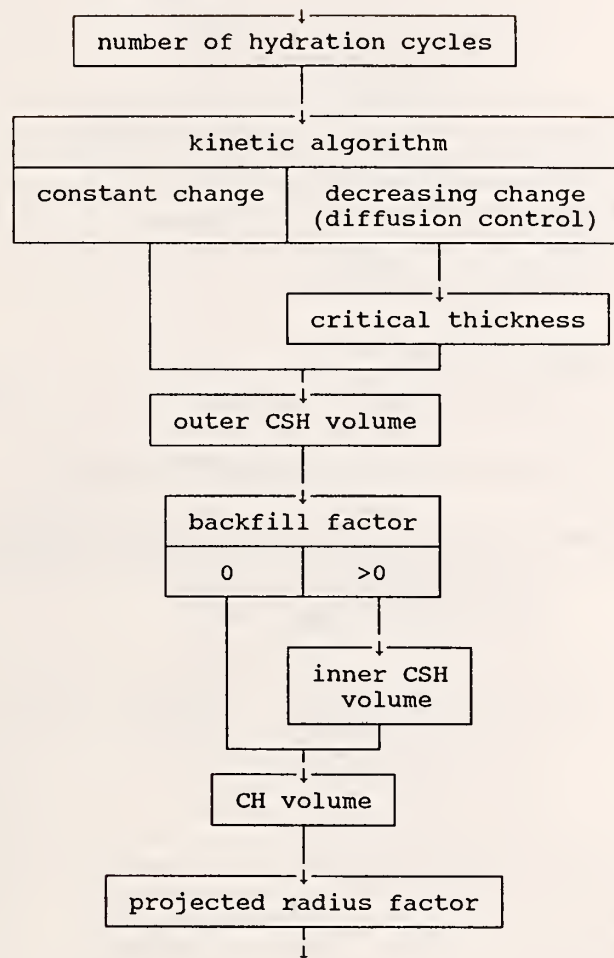 number of hydration cycles
kinetic algorithm
constant change
decreasing change
(diffusion control)
critical thickness
outer CSH volume
backfill factor
0
>0
inner CSH
volume
CH volume
projected radius factor